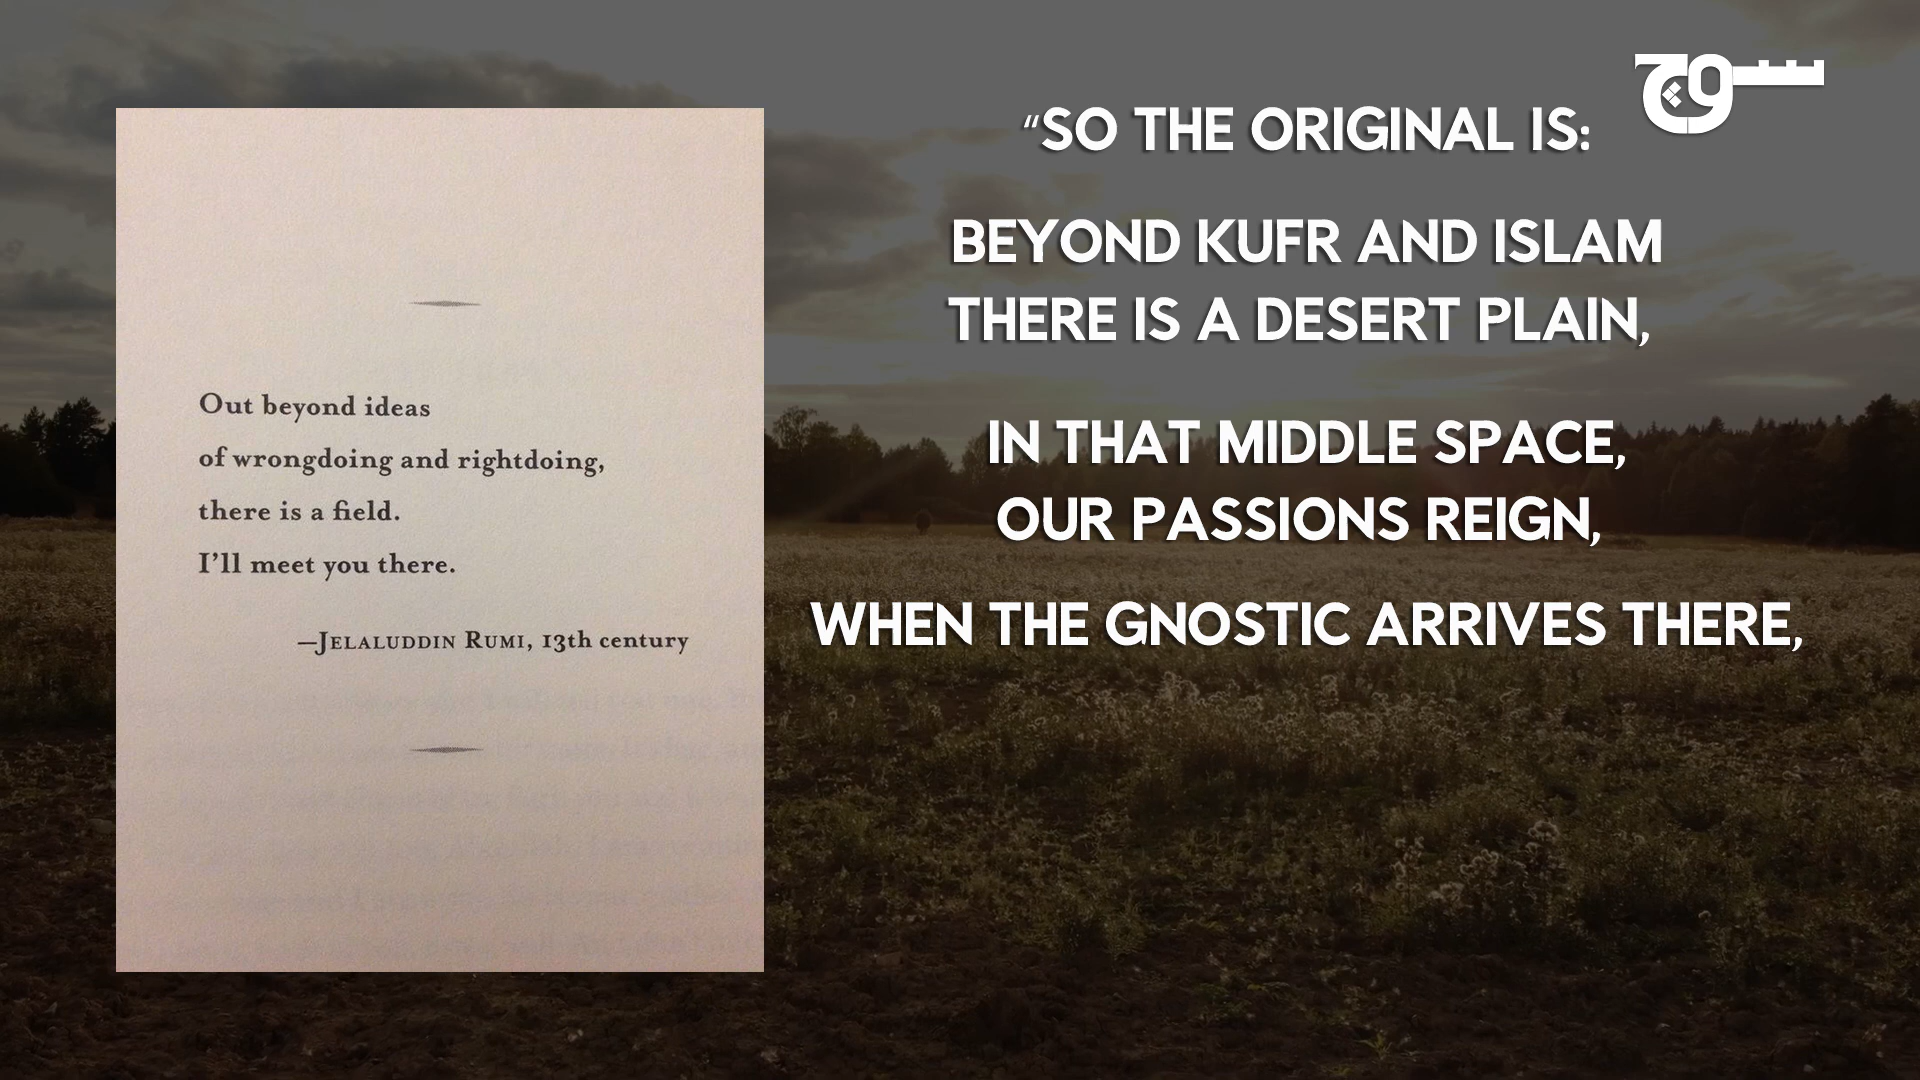 Out beyond ideas
of wrongdoing and rightdoing,
there is a field.
I'll meet you there.
—Jelaluddin Rumi, 13th century
“SO THE ORIGINAL IS:
BEYOND KUFR AND ISLAM
THERE IS A DESERT PLAIN,
IN THAT MIDDLE SPACE,
OUR PASSIONS REIGN,
WHEN THE GNOSTIC ARRIVES THERE,